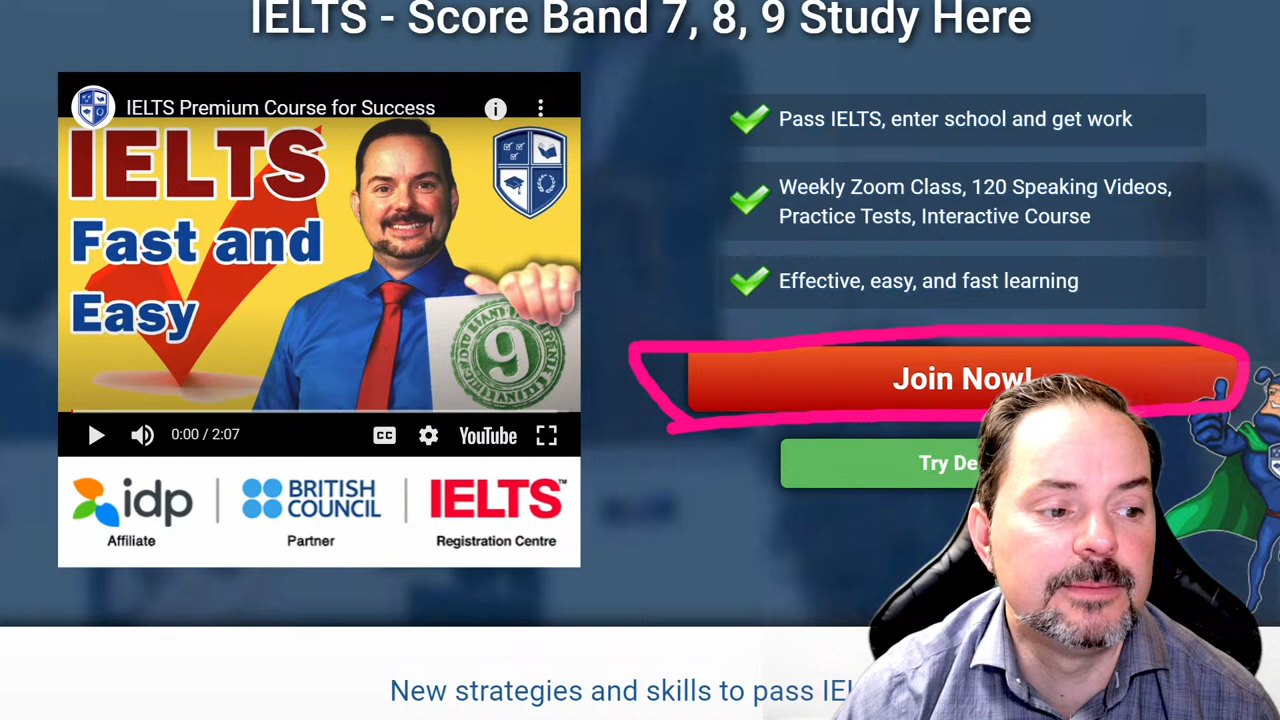 IELTS - Score Band 7, 8, 9 Study Here
IELTS Premium Course for Success
IELTS
Fast and
Easy
9
0:00 / 2:07
CC
YouTube
idp
Affiliate
BRITISH
COUNCIL
Partner
IELTS™
Registration Centre
Pass IELTS, enter school and get work
Weekly Zoom Class, 120 Speaking Videos,
Practice Tests, Interactive Course
Effective, easy, and fast learning
Join Now!
Try
New strategies and skills to pass